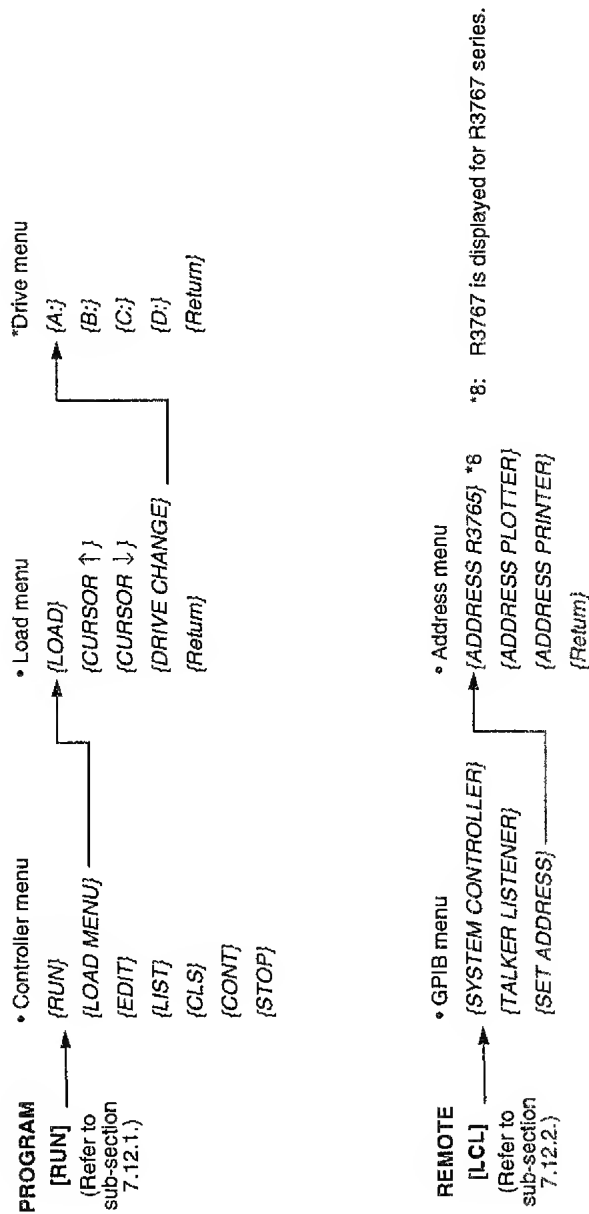 PROGRAM
[RUN]
(Refer to
sub-section
7.12.1.)
• Controller menu
{RUN}
{LOAD MENU}
{EDIT}
{LIST}
{CLS}
{CONT}
{STOP}
• Load menu
{LOAD}
{CURSOR ↑}
{CURSOR ↓}
{DRIVE CHANGE}
{Return}
*Drive menu
{A:}
{B:}
{C:}
{D:}
{Return}
REMOTE
[LCL]
(Refer to
sub-section
7.12.2.)
• GPIB menu
{SYSTEM CONTROLLER}
{TALKER LISTENER}
{SET ADDRESS}
• Address menu
{ADDRESS R3765} *8
{ADDRESS PLOTTER}
{ADDRESS PRINTER}
{Return}
*8: R3767 is displayed for R3767 series.